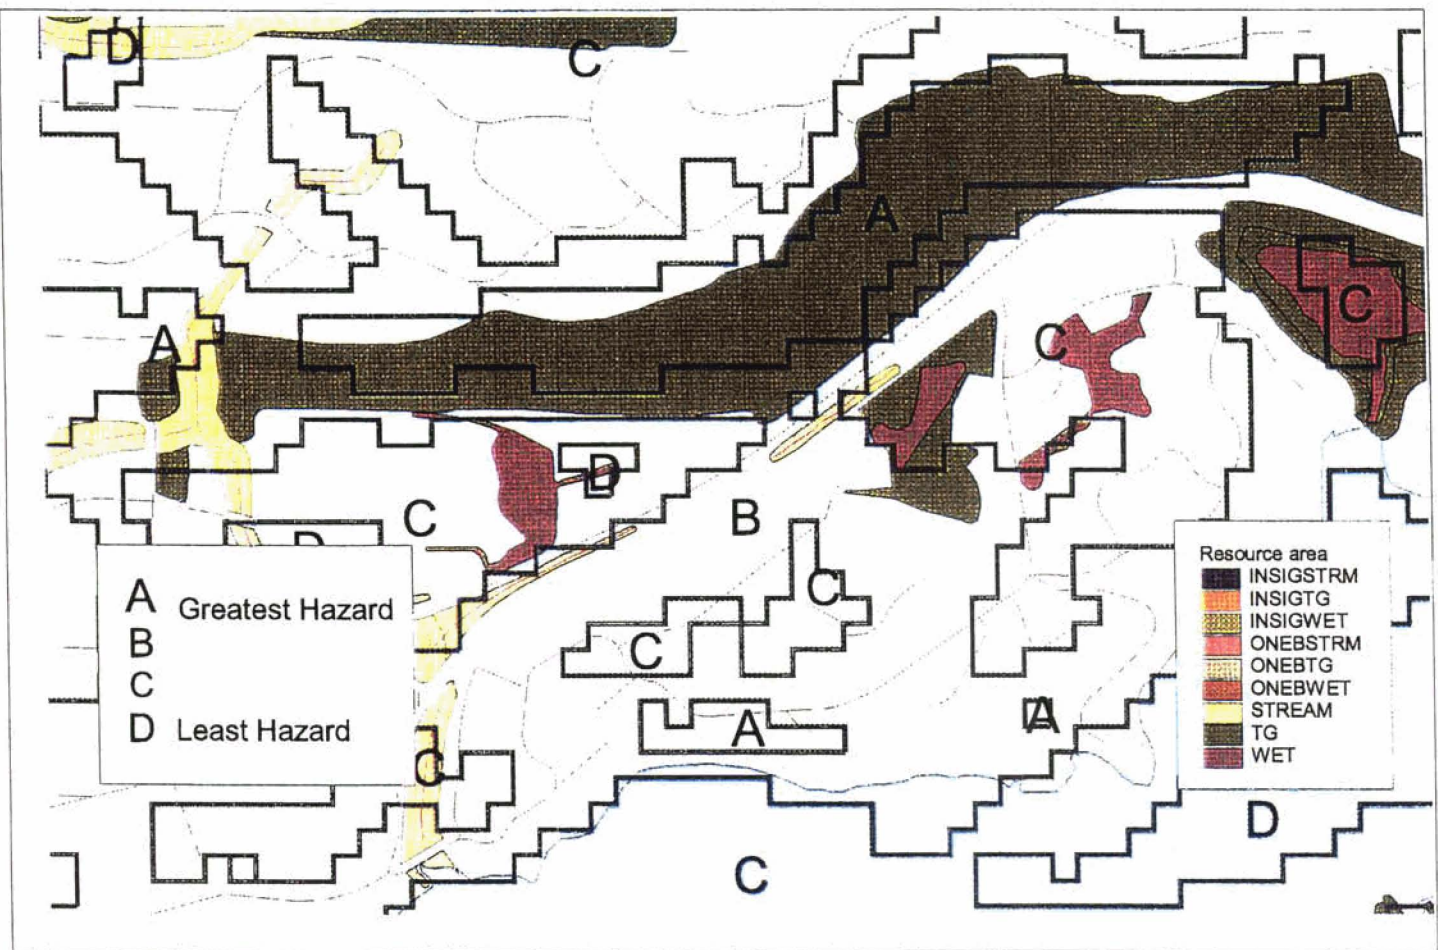 D
C
A
A
C
C
D
C
B
C
C
A
A
C
D
C
D
A Greatest Hazard
B
C
D Least Hazard
Resource area
INSIGSTRM
INSIGTG
INSIGWET
ONEBSTRM
ONEBTG
ONEBWET
STREAM
TG
WET